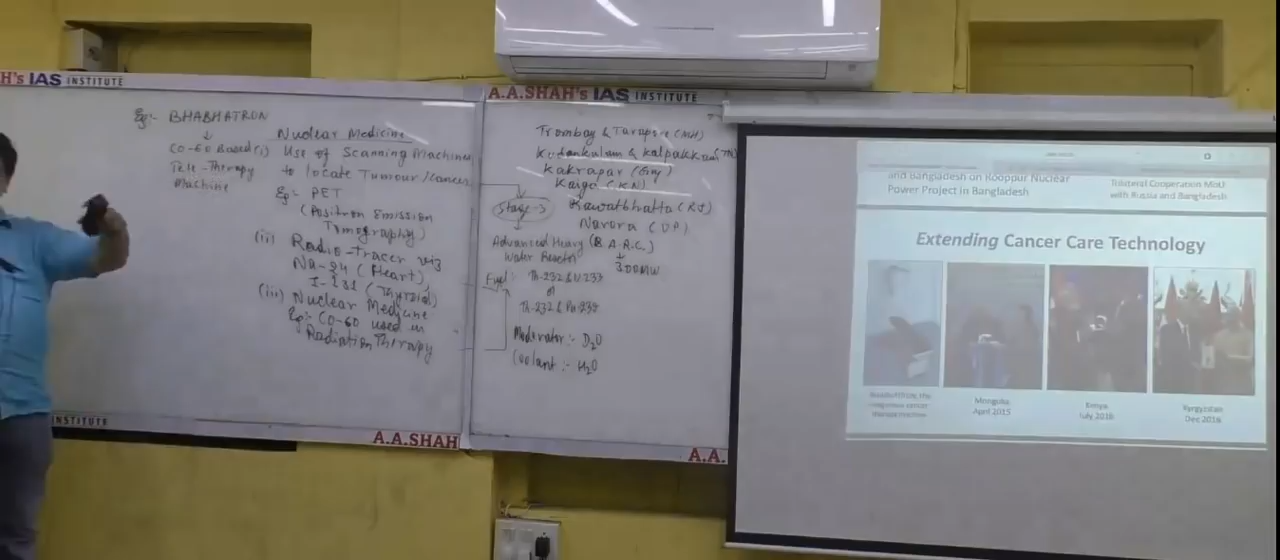 H's IAS INSTITUTE
A.A.SHAH's IAS INSTITUTE
Eg:- BHABHATRON
↓
CO-60 Based
Tele-Therapy
Machine
Nuclear Medicine
(i) Use of Scanning Machines
to locate Tumour/Cancer
Eg:- PET
(Positron Emission
Tomography)
(ii) Radio-Tracer viz
Na-24 (Heart),
I-131 (Thyroid)
(iii) Nuclear Medicine
Eg:- CO-60 used in
Radiation Therapy
Trombay & Tarapore (MH)
Kudankulam & Kalpakkam (TN)
Kakrapar (Guj)
Kaiga (KN)
Rawatbhatta (RJ)
Narora (UP)
Stage-3
Advanced Heavy (B.A.R.C.)
Water Reactor
↓
300MW
Fuel:- Th-232 & U-233
or
Th-232 & Pu-239
Moderator:- D₂O
Coolant:- H₂O
INSTITUTE
A.A.SHAH
A.A.
and Bangladesh on Rooppur Nuclear
Power Project in Bangladesh
Trilateral Cooperation MoU
with Russia and Bangladesh
Extending Cancer Care Technology
Mongolia
April 2015
Kenya
July 2016
Kyrgyzstan
Dec 2016